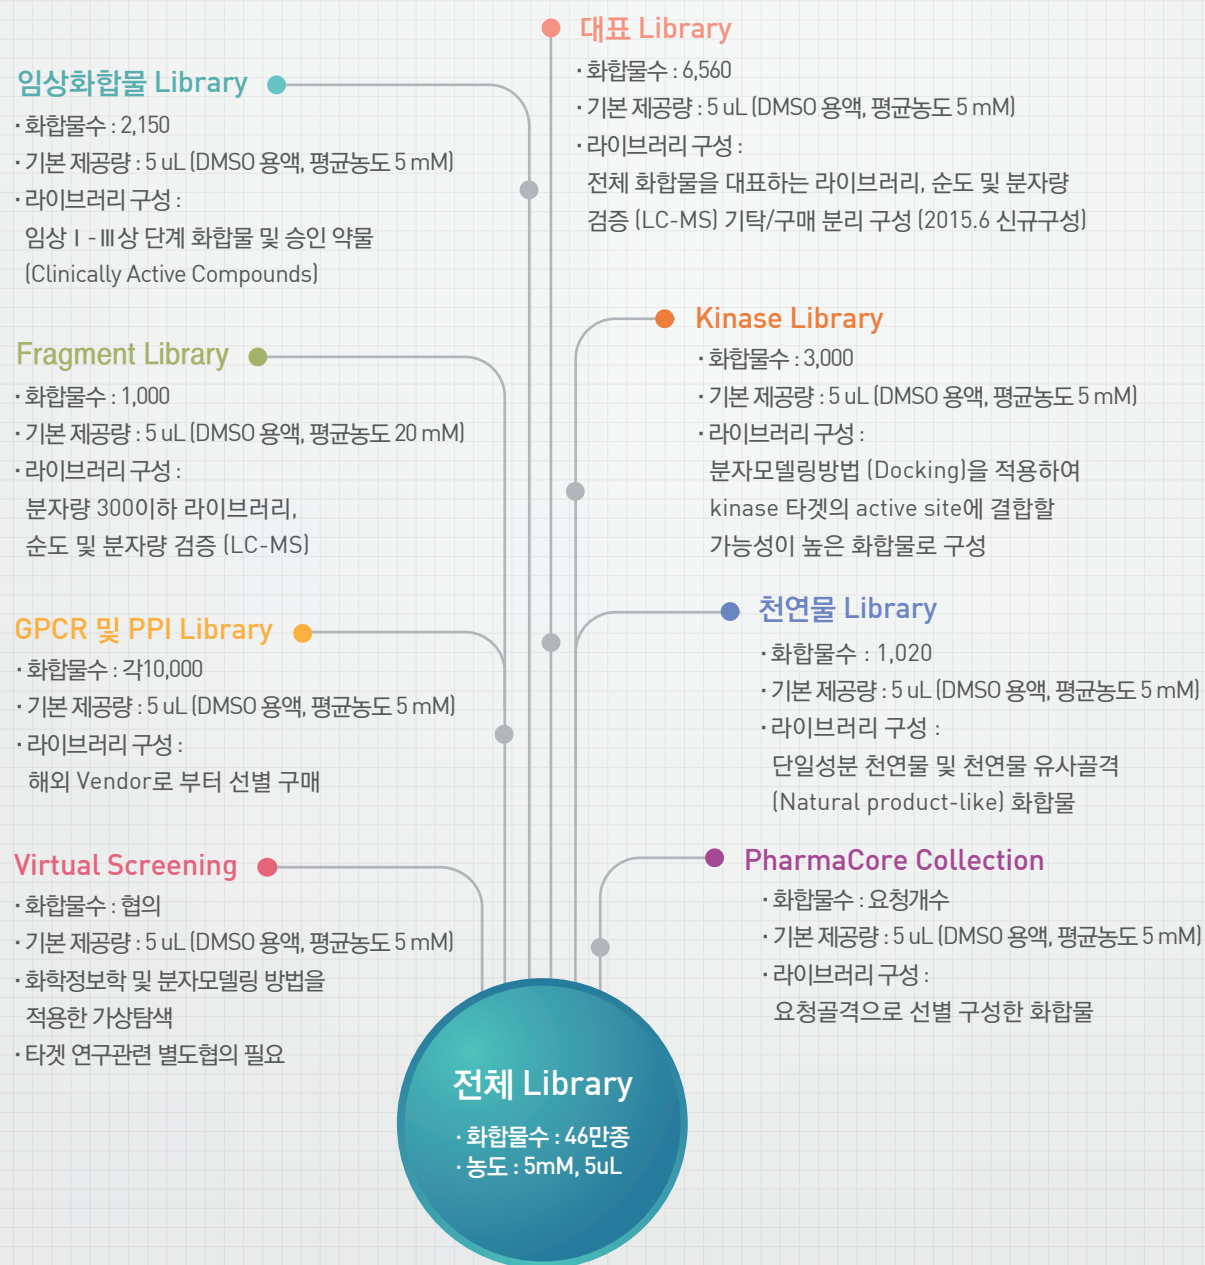 대표 Library
· 화합물수 : 6,560
· 기본 제공량 : 5 uL (DMSO 용액, 평균농도 5 mM)
· 라이브러리 구성 :
전체 화합물을 대표하는 라이브러리, 순도 및 분자량
검증 (LC-MS) 기탁/구매 분리 구성 (2015.6 신규구성)
임상화합물 Library
· 화합물수 : 2,150
· 기본 제공량 : 5 uL (DMSO 용액, 평균농도 5 mM)
· 라이브러리 구성 :
임상 Ⅰ - Ⅲ상 단계 화합물 및 승인 약물
(Clinically Active Compounds)
Kinase Library
· 화합물수 : 3,000
· 기본 제공량 : 5 uL (DMSO 용액, 평균농도 5 mM)
· 라이브러리 구성 :
분자모델링방법 (Docking)을 적용하여
kinase 타겟의 active site에 결합할
가능성이 높은 화합물로 구성
Fragment Library
· 화합물수 : 1,000
· 기본 제공량 : 5 uL (DMSO 용액, 평균농도 20 mM)
· 라이브러리 구성 :
분자량 300이하 라이브러리,
순도 및 분자량 검증 (LC-MS)
천연물 Library
· 화합물수 : 1,020
· 기본 제공량 : 5 uL (DMSO 용액, 평균농도 5 mM)
· 라이브러리 구성 :
단일성분 천연물 및 천연물 유사골격
(Natural product-like) 화합물
GPCR 및 PPI Library
· 화합물수 : 각10,000
· 기본 제공량 : 5 uL (DMSO 용액, 평균농도 5 mM)
· 라이브러리 구성 :
해외 Vendor로 부터 선별 구매
PharmaCore Collection
· 화합물수 : 요청개수
· 기본 제공량 : 5 uL (DMSO 용액, 평균농도 5 mM)
· 라이브러리 구성 :
요청골격으로 선별 구성한 화합물
Virtual Screening
· 화합물수 : 협의
· 기본 제공량 : 5 uL (DMSO 용액, 평균농도 5 mM)
· 화학정보학 및 분자모델링 방법을
적용한 가상탐색
· 타겟 연구관련 별도협의 필요
전체 Library
· 화합물수 : 46만종
· 농도 : 5mM, 5uL